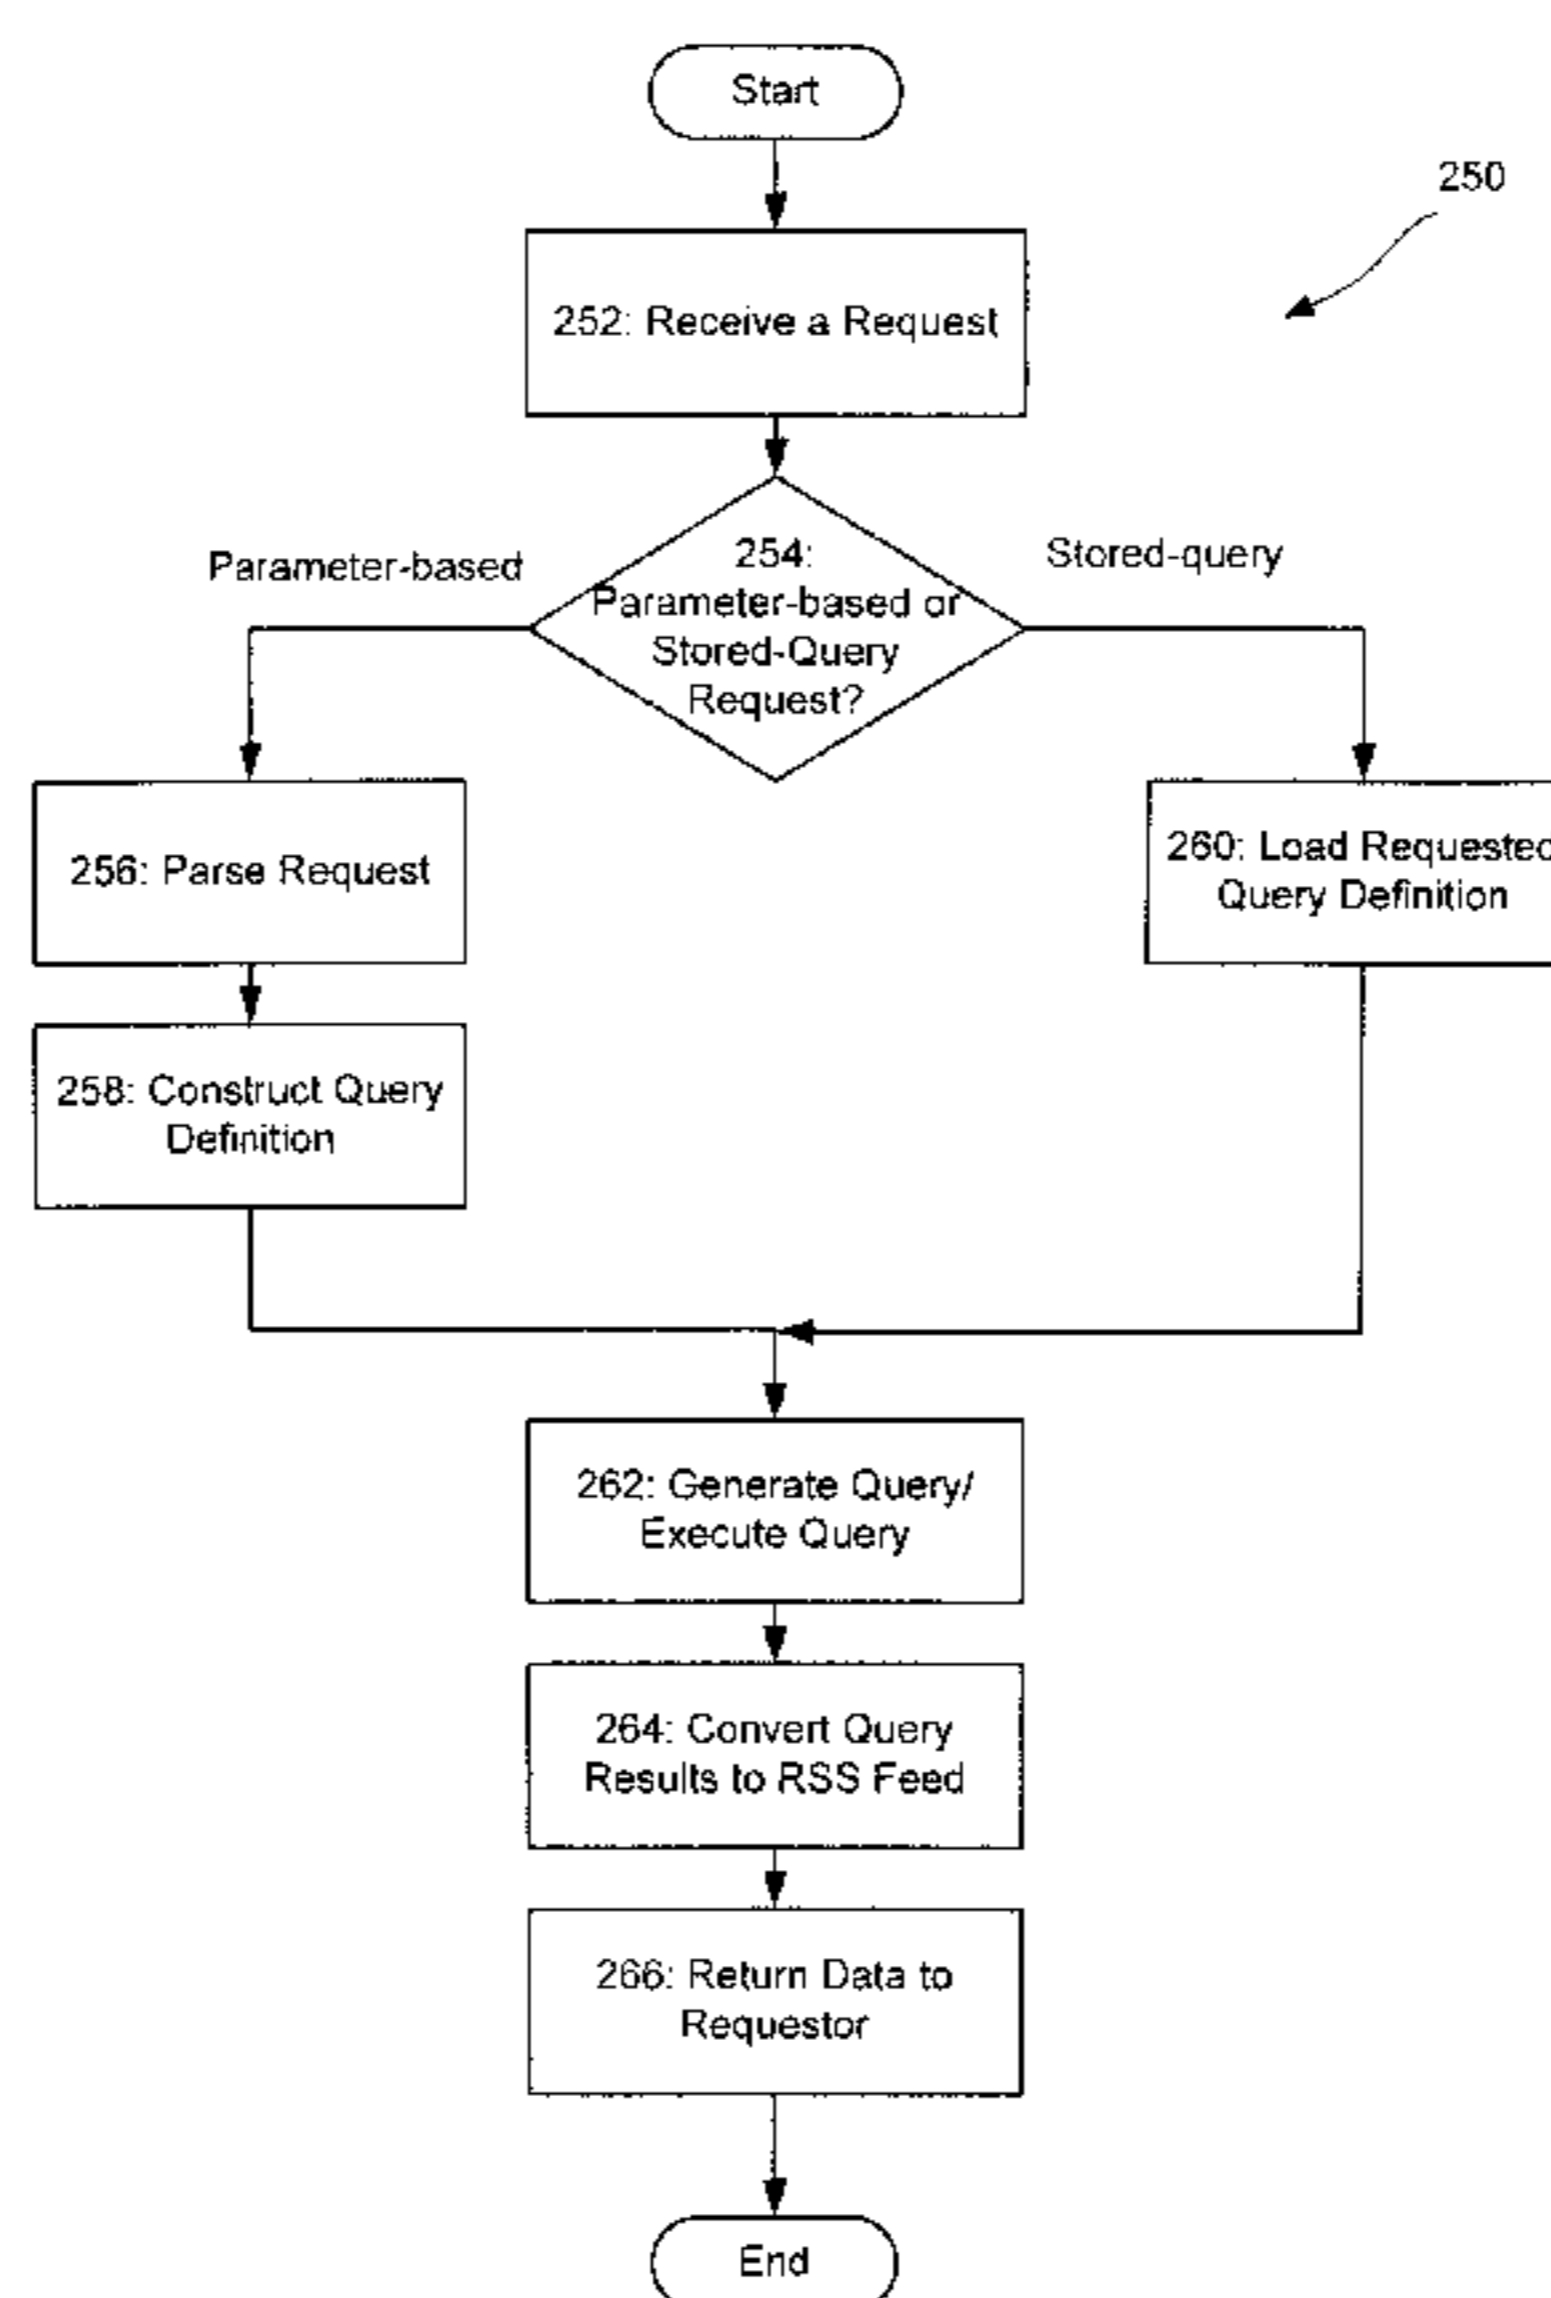 Start
250
252: Receive a Request
Parameter-based
254:
Parameter-based or
Stored-Query
Request?
Stored-query
256: Parse Request
260: Load Requested
Query Definition
258: Construct Query
Definition
262: Generate Query/
Execute Query
264: Convert Query
Results to RSS Feed
266: Return Data to
Requestor
End